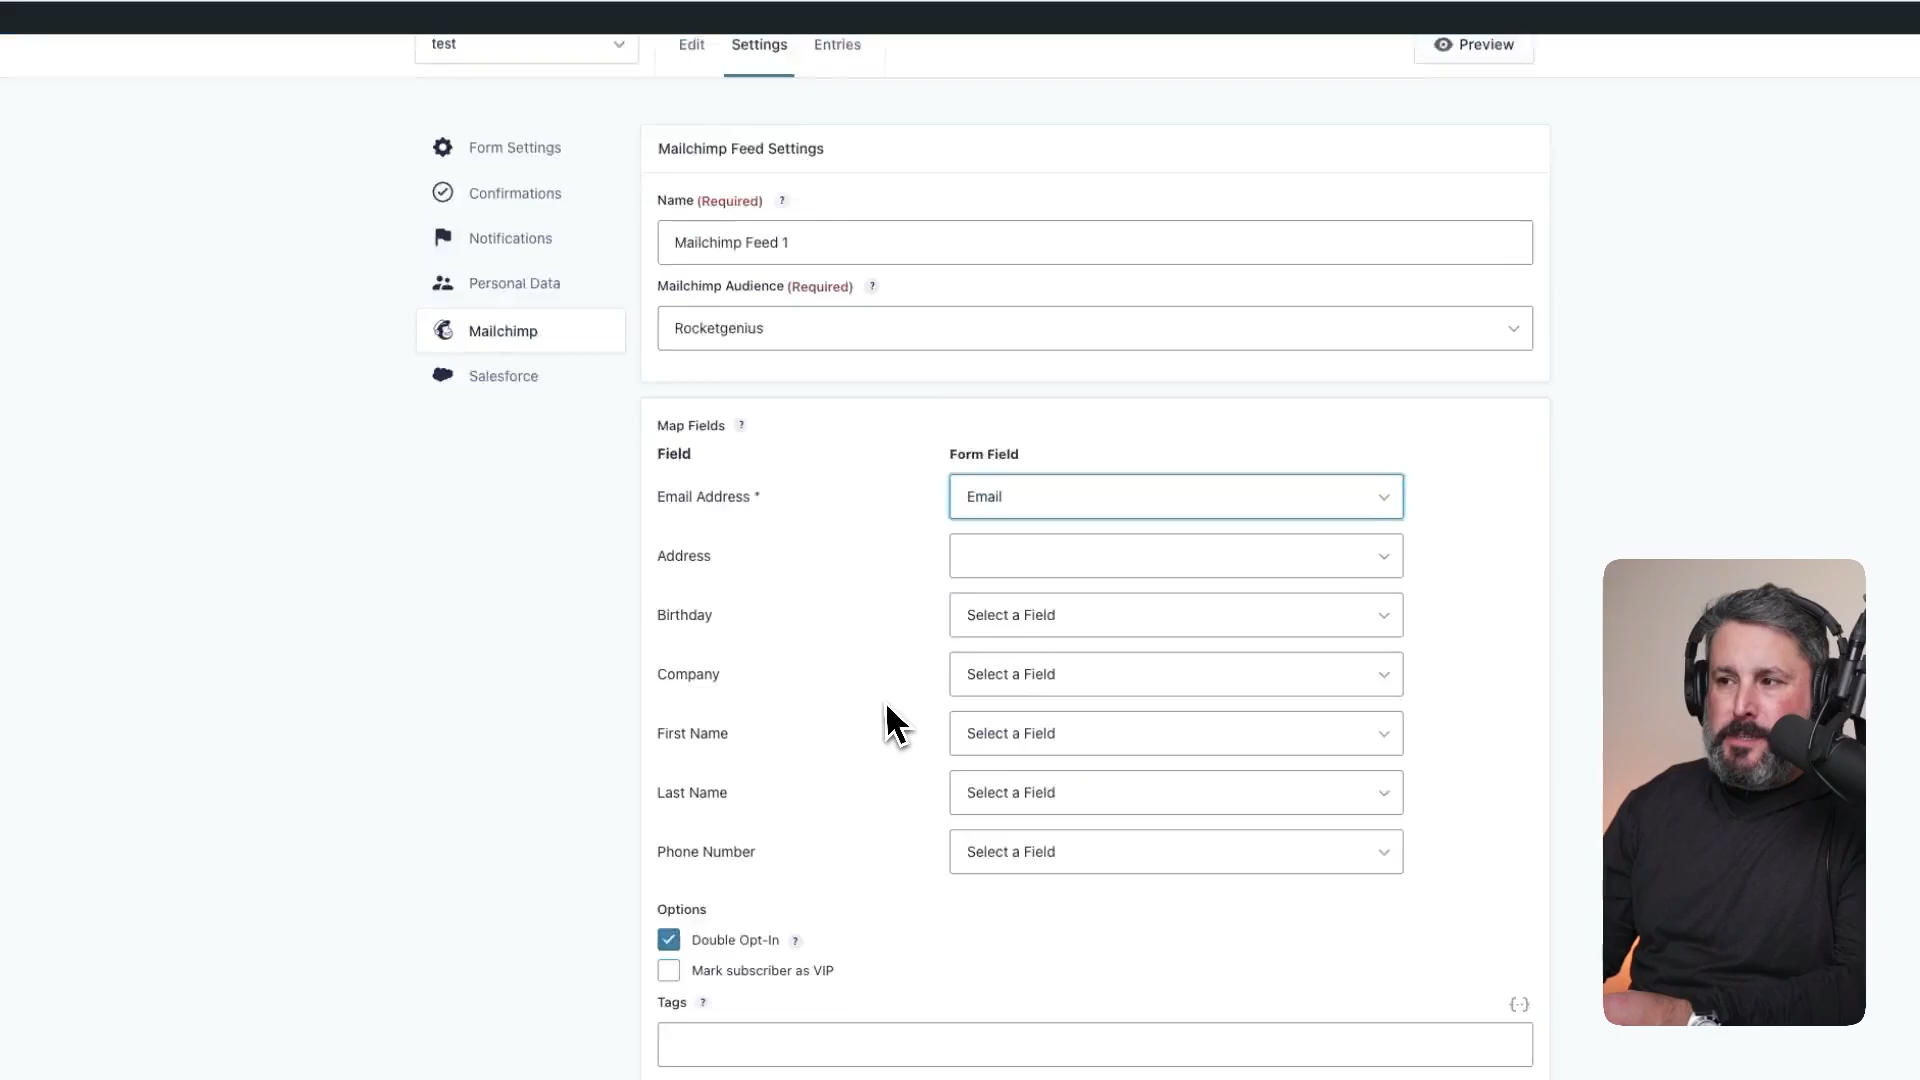 test
Edit
Settings
Entries
Preview
Form Settings
Confirmations
Notifications
Personal Data
Mailchimp
Salesforce
Mailchimp Feed Settings
Name (Required) ?
Mailchimp Feed 1
Mailchimp Audience (Required) ?
Rocketgenius
Map Fields ?
Field
Form Field
Email Address *
Email
Address
Birthday
Select a Field
Company
Select a Field
First Name
Select a Field
Last Name
Select a Field
Phone Number
Select a Field
Options
Double Opt-In ?
Mark subscriber as VIP
Tags ?
{..}